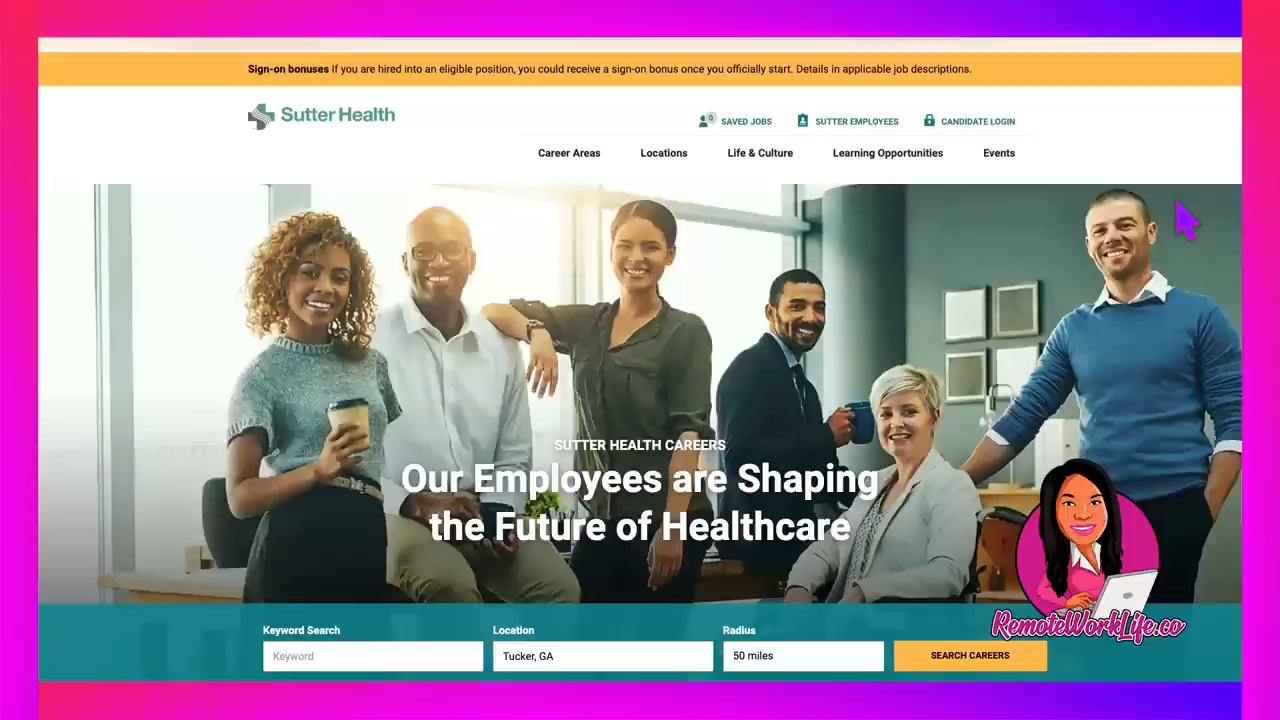 Sign-on bonuses If you are hired into an eligible position, you could receive a sign-on bonus once you officially start. Details in applicable job descriptions.
Sutter Health
0 SAVED JOBS SUTTER EMPLOYEES CANDIDATE LOGIN
Career Areas Locations Life & Culture Learning Opportunities Events
SUTTER HEALTH CAREERS
Our Employees are Shaping
the Future of Healthcare
RemoteWorkLife.co
Keyword Search Location Radius
Keyword Tucker, GA 50 miles SEARCH CAREERS